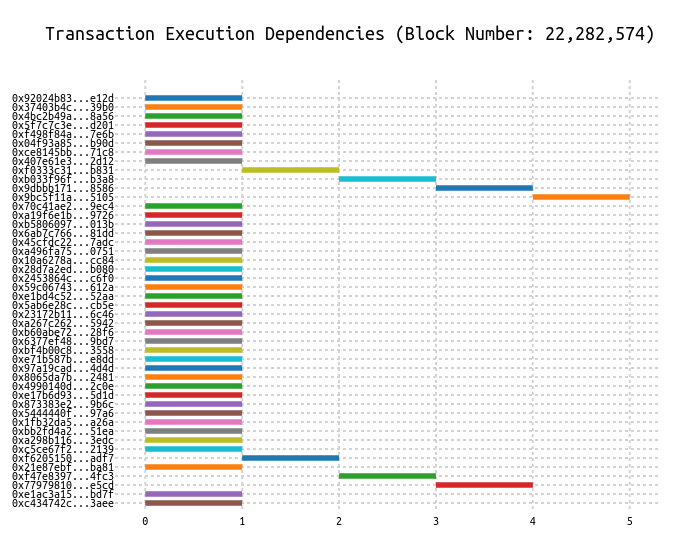 Transaction Execution Dependencies (Block Number: 22,282,574)
0x92024b83...e12d
0x37403b4c...39b0
0x4bc2b49a...8a56
0x5f7c7c3e...d201
0xf498f84a...7e6b
0x04f93a85...b90d
0xce8145bb...71c8
0x407e61e3...2d12
0xf0333c31...b831
0xb033f96f...b3a8
0x9dbbb171...8586
0x9bc5f11a...5105
0x70c41ae2...9ec4
0xa19f6e1b...9726
0xb5806097...013b
0x6ab7c766...81dd
0x45cfdc22...7adc
0xa496fa75...0751
0x10a6278a...cc84
0x28d7a2ed...b080
0x2453864c...c6f0
0x59c06743...612a
0xe1bd4c52...52aa
0x5ab6e28c...cb5e
0x23172b11...6c46
0xa267c262...5942
0xb60abe72...28f6
0x6377ef48...9bd7
0xbf4b00c8...3558
0xe71b587b...e8dd
0x97a19cad...4d4d
0x8065da7b...2481
0x4990140d...2c0e
0xe17b6d93...5d1d
0x873383e2...9b6c
0x5444440f...97a6
0x1fb32da5...a26a
0xbb2fd4a2...51ea
0xa298b116...3edc
0xc5ce67f2...2139
0xf6205150...adf7
0x21e87ebf...ba81
0xf47e8397...4fc3
0x77979810...e5cd
0xe1ac3a15...bd7f
0xc434742c...3aee
0 1 2 3 4 5